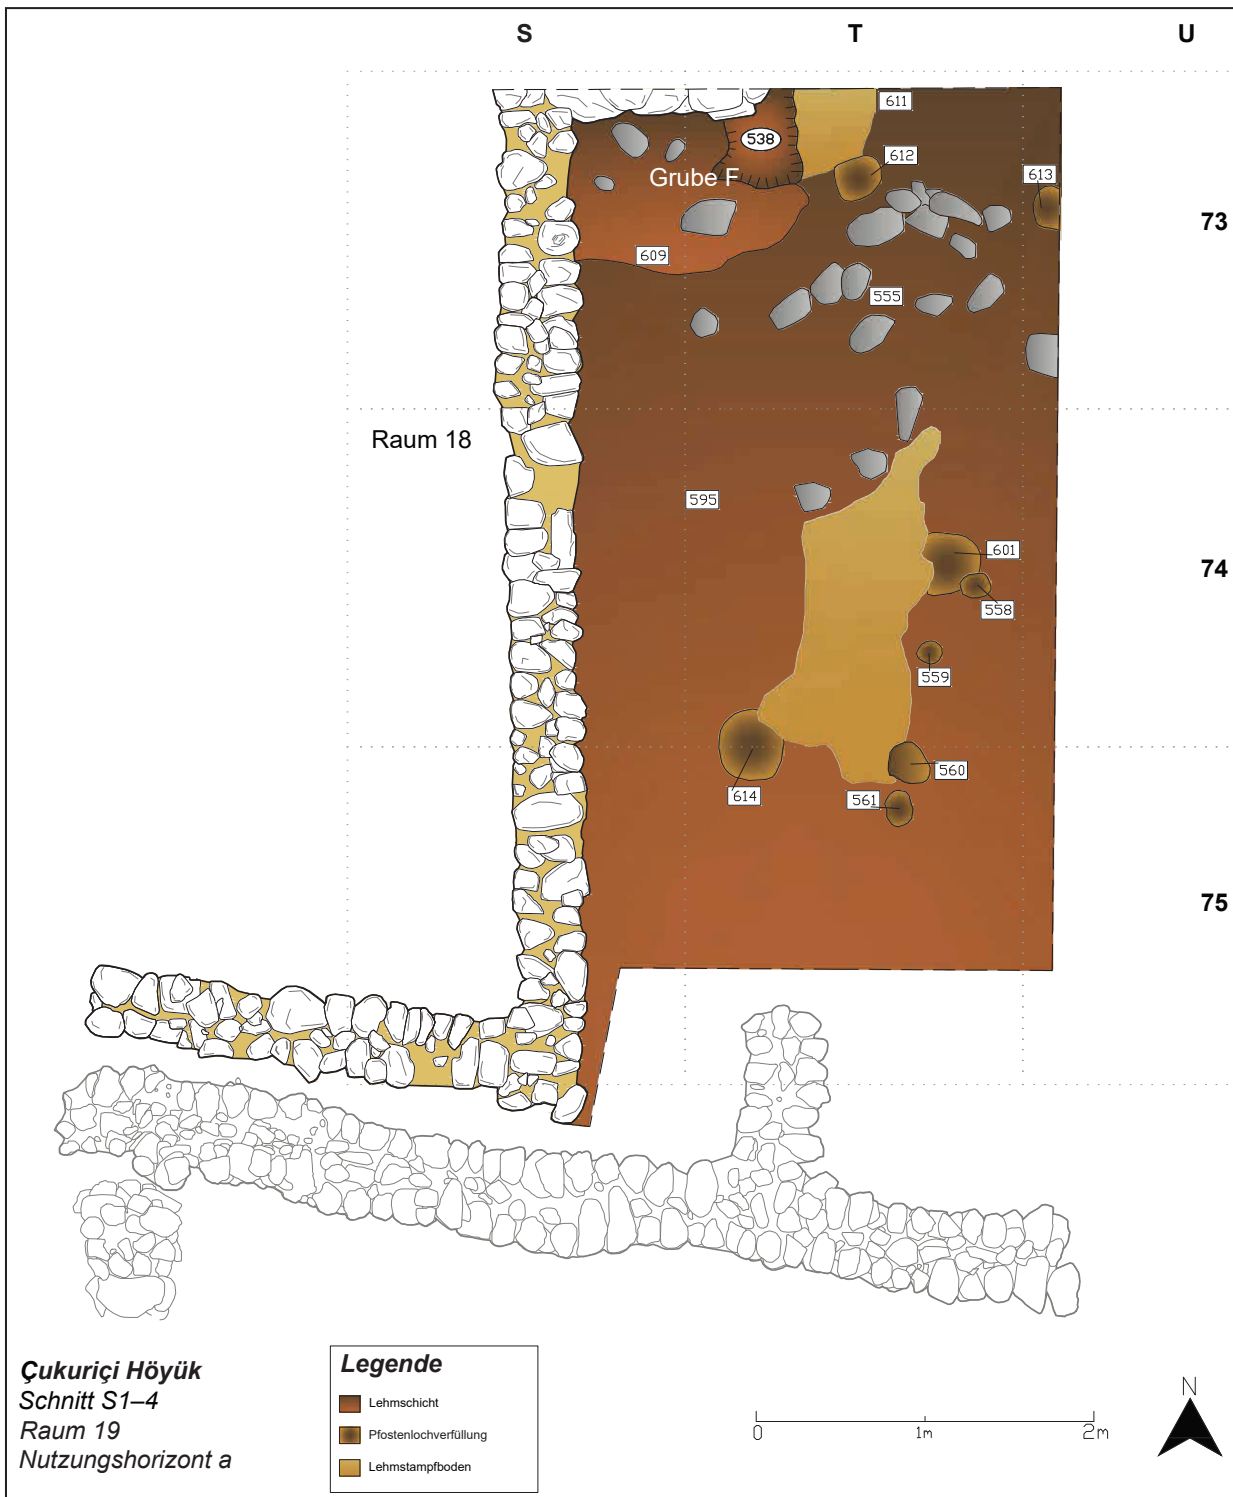 S T U
611
538
612
Grube F
613
73
609
555
Raum 18
595
601
74
558
559
560
614
561
75
Çukuriçi Höyük
Schnitt S1–4
Raum 19
Nutzungshorizont a
Legende
Lehmschicht
Pfostenlochverfüllung
Lehmstampfboden
0 1m 2m
N